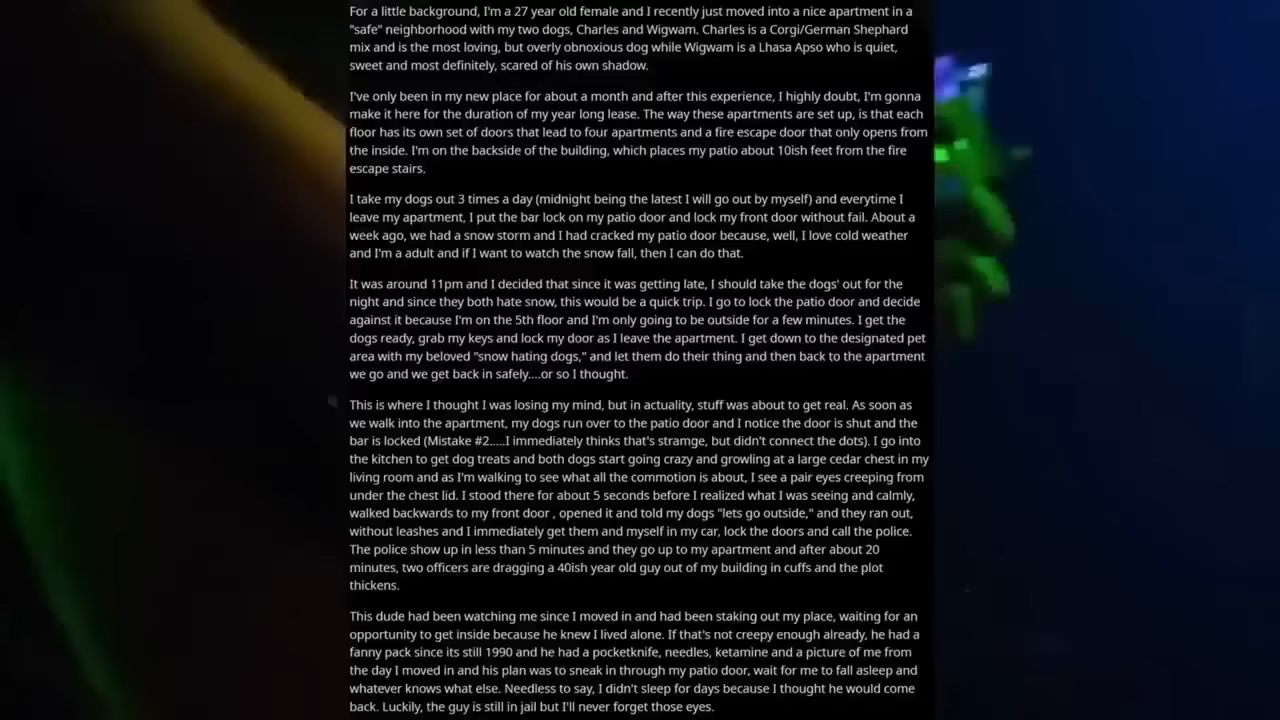 For a little background, I'm a 27 year old female and I recently just moved into a nice apartment in a
"safe" neighborhood with my two dogs, Charles and Wigwam. Charles is a Corgi/German Shephard
mix and is the most loving, but overly obnoxious dog while Wigwam is a Lhasa Apso who is quiet,
sweet and most definitely, scared of his own shadow.
I've only been in my new place for about a month and after this experience, I highly doubt, I'm gonna
make it here for the duration of my year long lease. The way these apartments are set up, is that each
floor has its own set of doors that lead to four apartments and a fire escape door that only opens from
the inside. I'm on the backside of the building, which places my patio about 10ish feet from the fire
escape stairs.
I take my dogs out 3 times a day (midnight being the latest I will go out by myself) and everytime I
leave my apartment, I put the bar lock on my patio door and lock my front door without fail. About a
week ago, we had a snow storm and I had cracked my patio door because, well, I love cold weather
and I'm a adult and if I want to watch the snow fall, then I can do that.
It was around 11pm and I decided that since it was getting late, I should take the dogs' out for the
night and since they both hate snow, this would be a quick trip. I go to lock the patio door and decide
against it because I'm on the 5th floor and I'm only going to be outside for a few minutes. I get the
dogs ready, grab my keys and lock my door as I leave the apartment. I get down to the designated pet
area with my beloved "snow hating dogs," and let them do their thing and then back to the apartment
we go and we get back in safely....or so I thought.
This is where I thought I was losing my mind, but in actuality, stuff was about to get real. As soon as
we walk into the apartment, my dogs run over to the patio door and I notice the door is shut and the
bar is locked (Mistake #2.....I immediately thinks that's stramge, but didn't connect the dots). I go into
the kitchen to get dog treats and both dogs start going crazy and growling at a large cedar chest in my
living room and as I'm walking to see what all the commotion is about, I see a pair eyes creeping from
under the chest lid. I stood there for about 5 seconds before I realized what I was seeing and calmly,
walked backwards to my front door , opened it and told my dogs "lets go outside," and they ran out,
without leashes and I immediately get them and myself in my car, lock the doors and call the police.
The police show up in less than 5 minutes and they go up to my apartment and after about 20
minutes, two officers are dragging a 40ish year old guy out of my building in cuffs and the plot
thickens.
This dude had been watching me since I moved in and had been staking out my place, waiting for an
opportunity to get inside because he knew I lived alone. If that's not creepy enough already, he had a
fanny pack since its still 1990 and he had a pocketknife, needles, ketamine and a picture of me from
the day I moved in and his plan was to sneak in through my patio door, wait for me to fall asleep and
whatever knows what else. Needless to say, I didn't sleep for days because I thought he would come
back. Luckily, the guy is still in jail but I'll never forget those eyes.